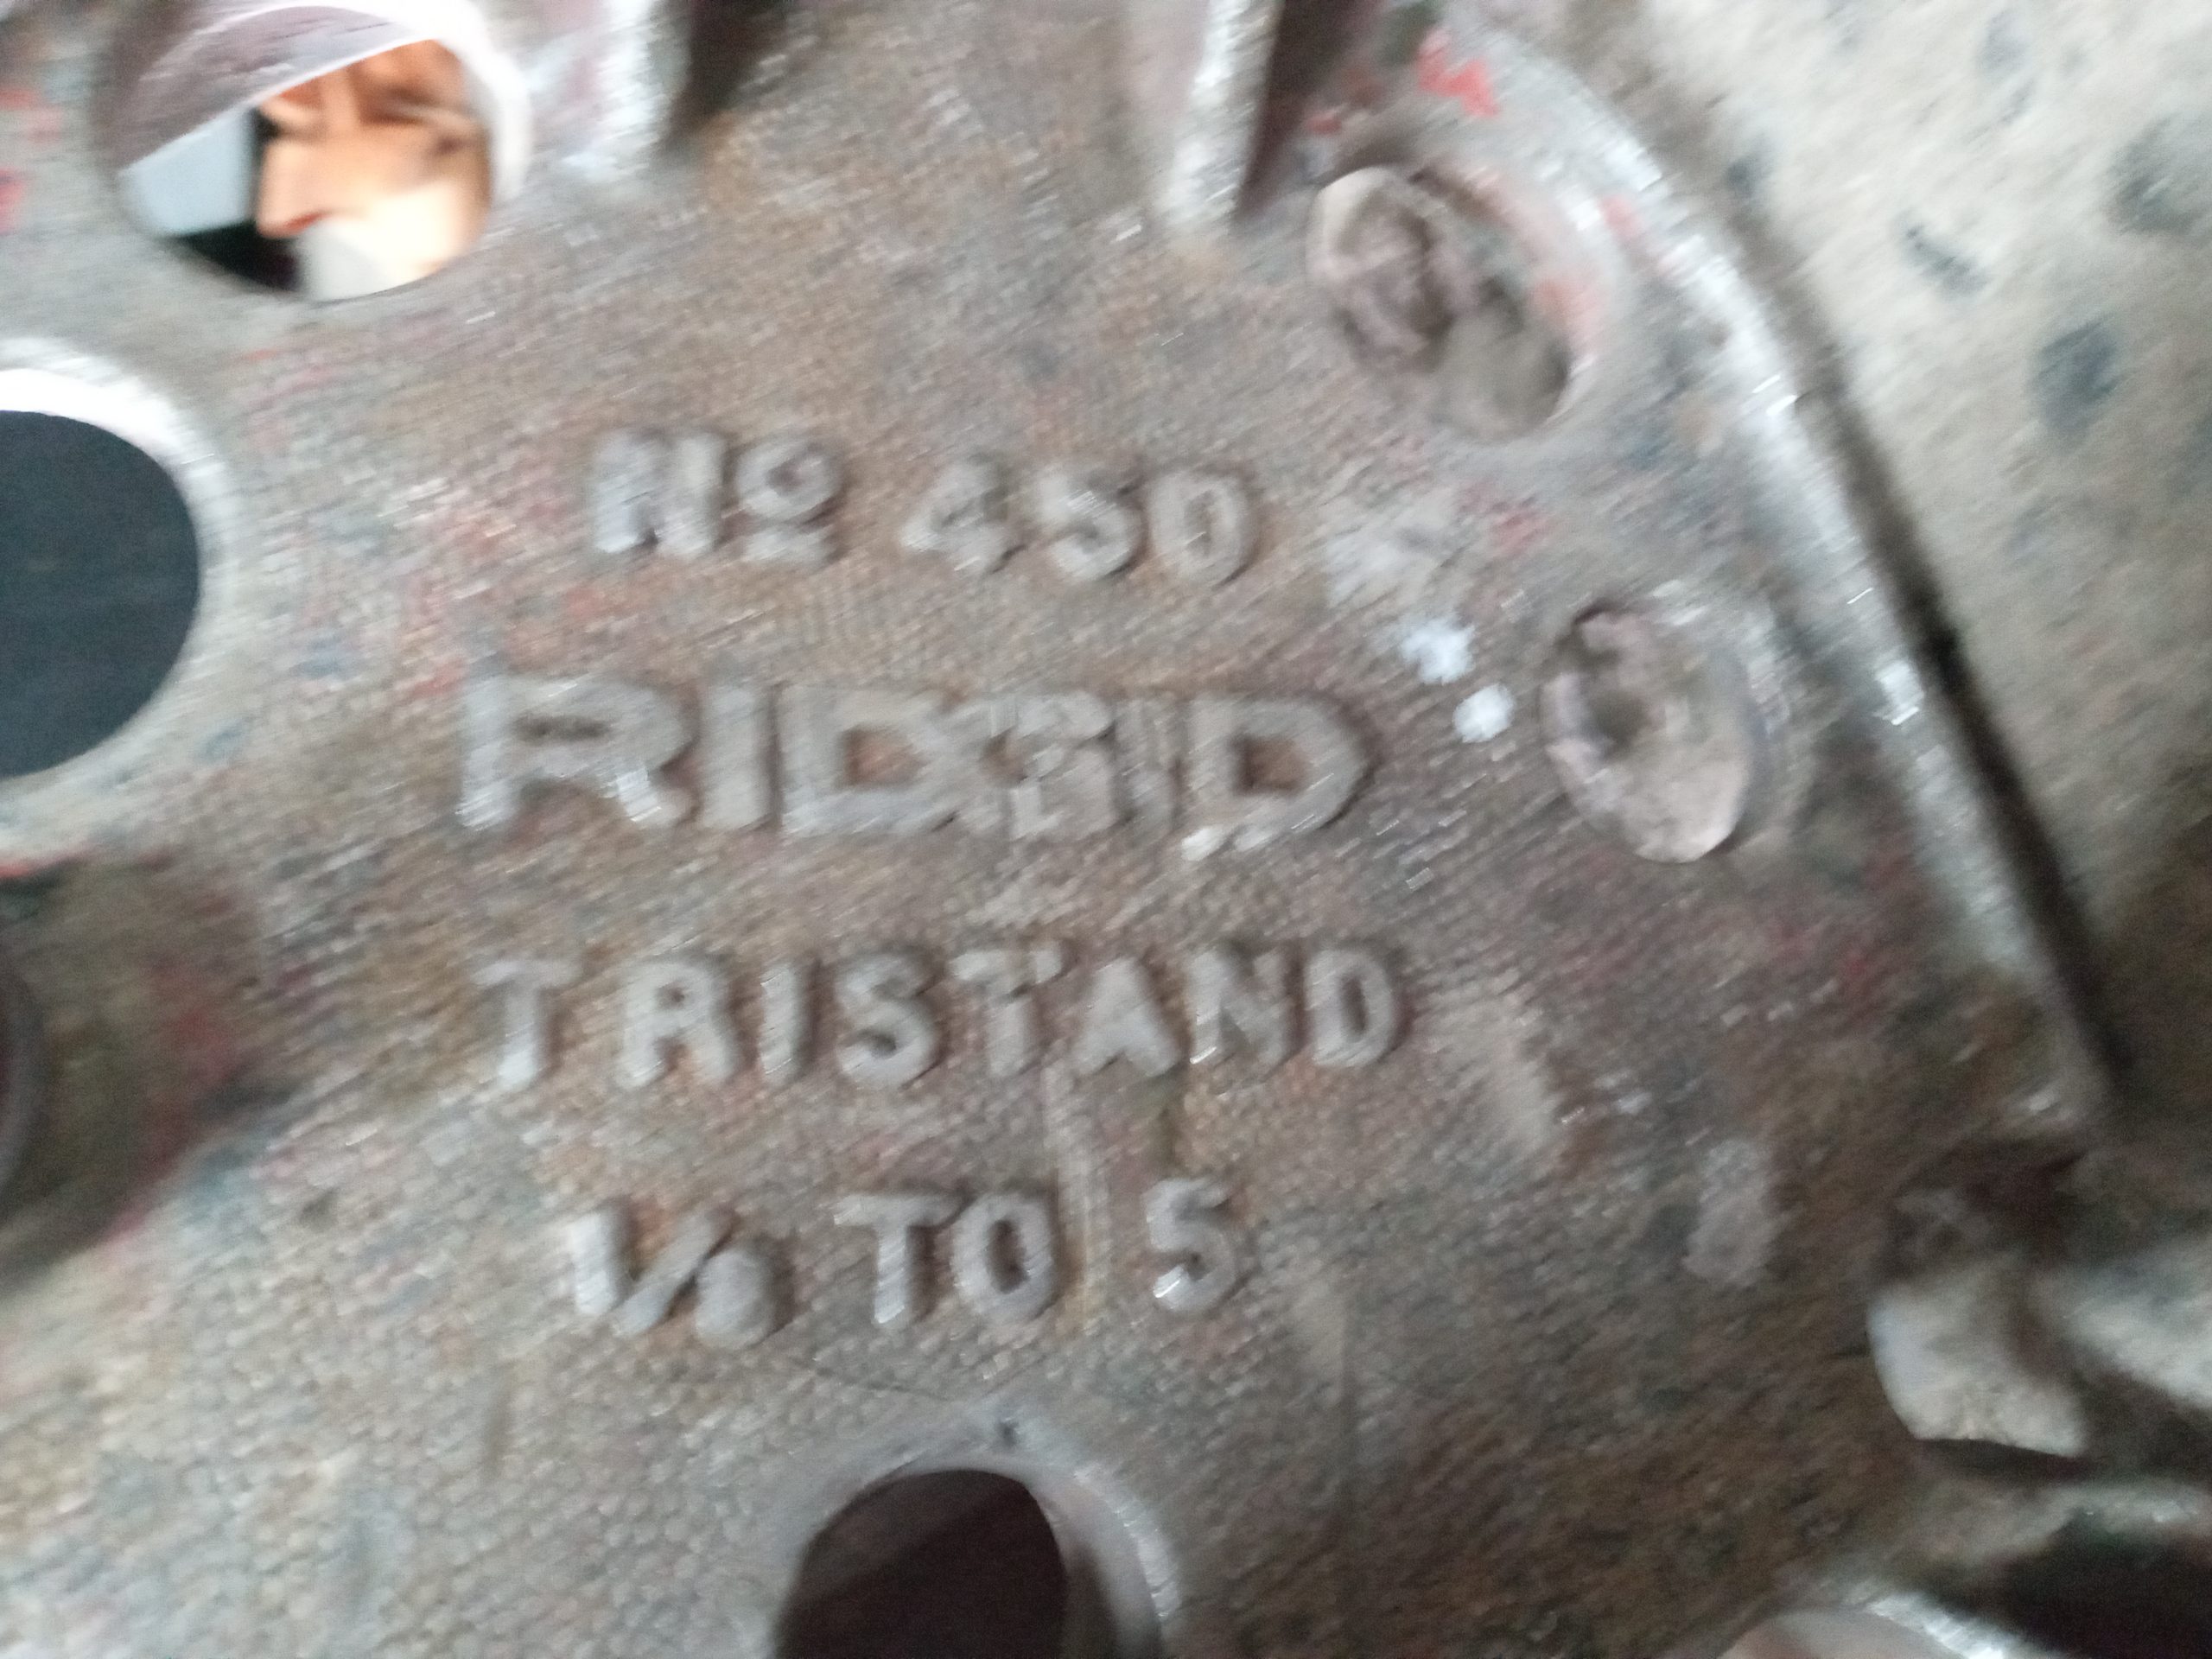 Nº 450
RIDGID
TRISTAND
1/8 TO 5